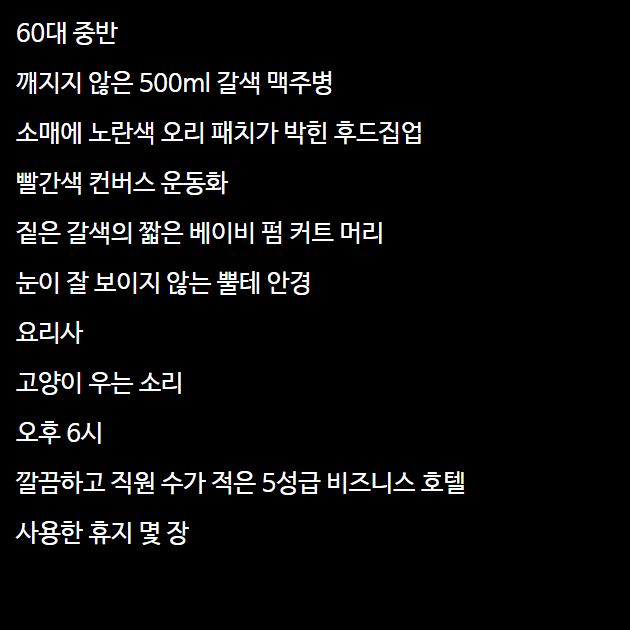 60대 중반
깨지지 않은 500ml 갈색 맥주병
소매에 노란색 오리 패치가 박힌 후드집업
빨간색 컨버스 운동화
짙은 갈색의 짧은 베이비 펌 커트 머리
눈이 잘 보이지 않는 뿔테 안경
요리사
고양이 우는 소리
오후 6시
깔끔하고 직원 수가 적은 5성급 비즈니스 호텔
사용한 휴지 몇 장